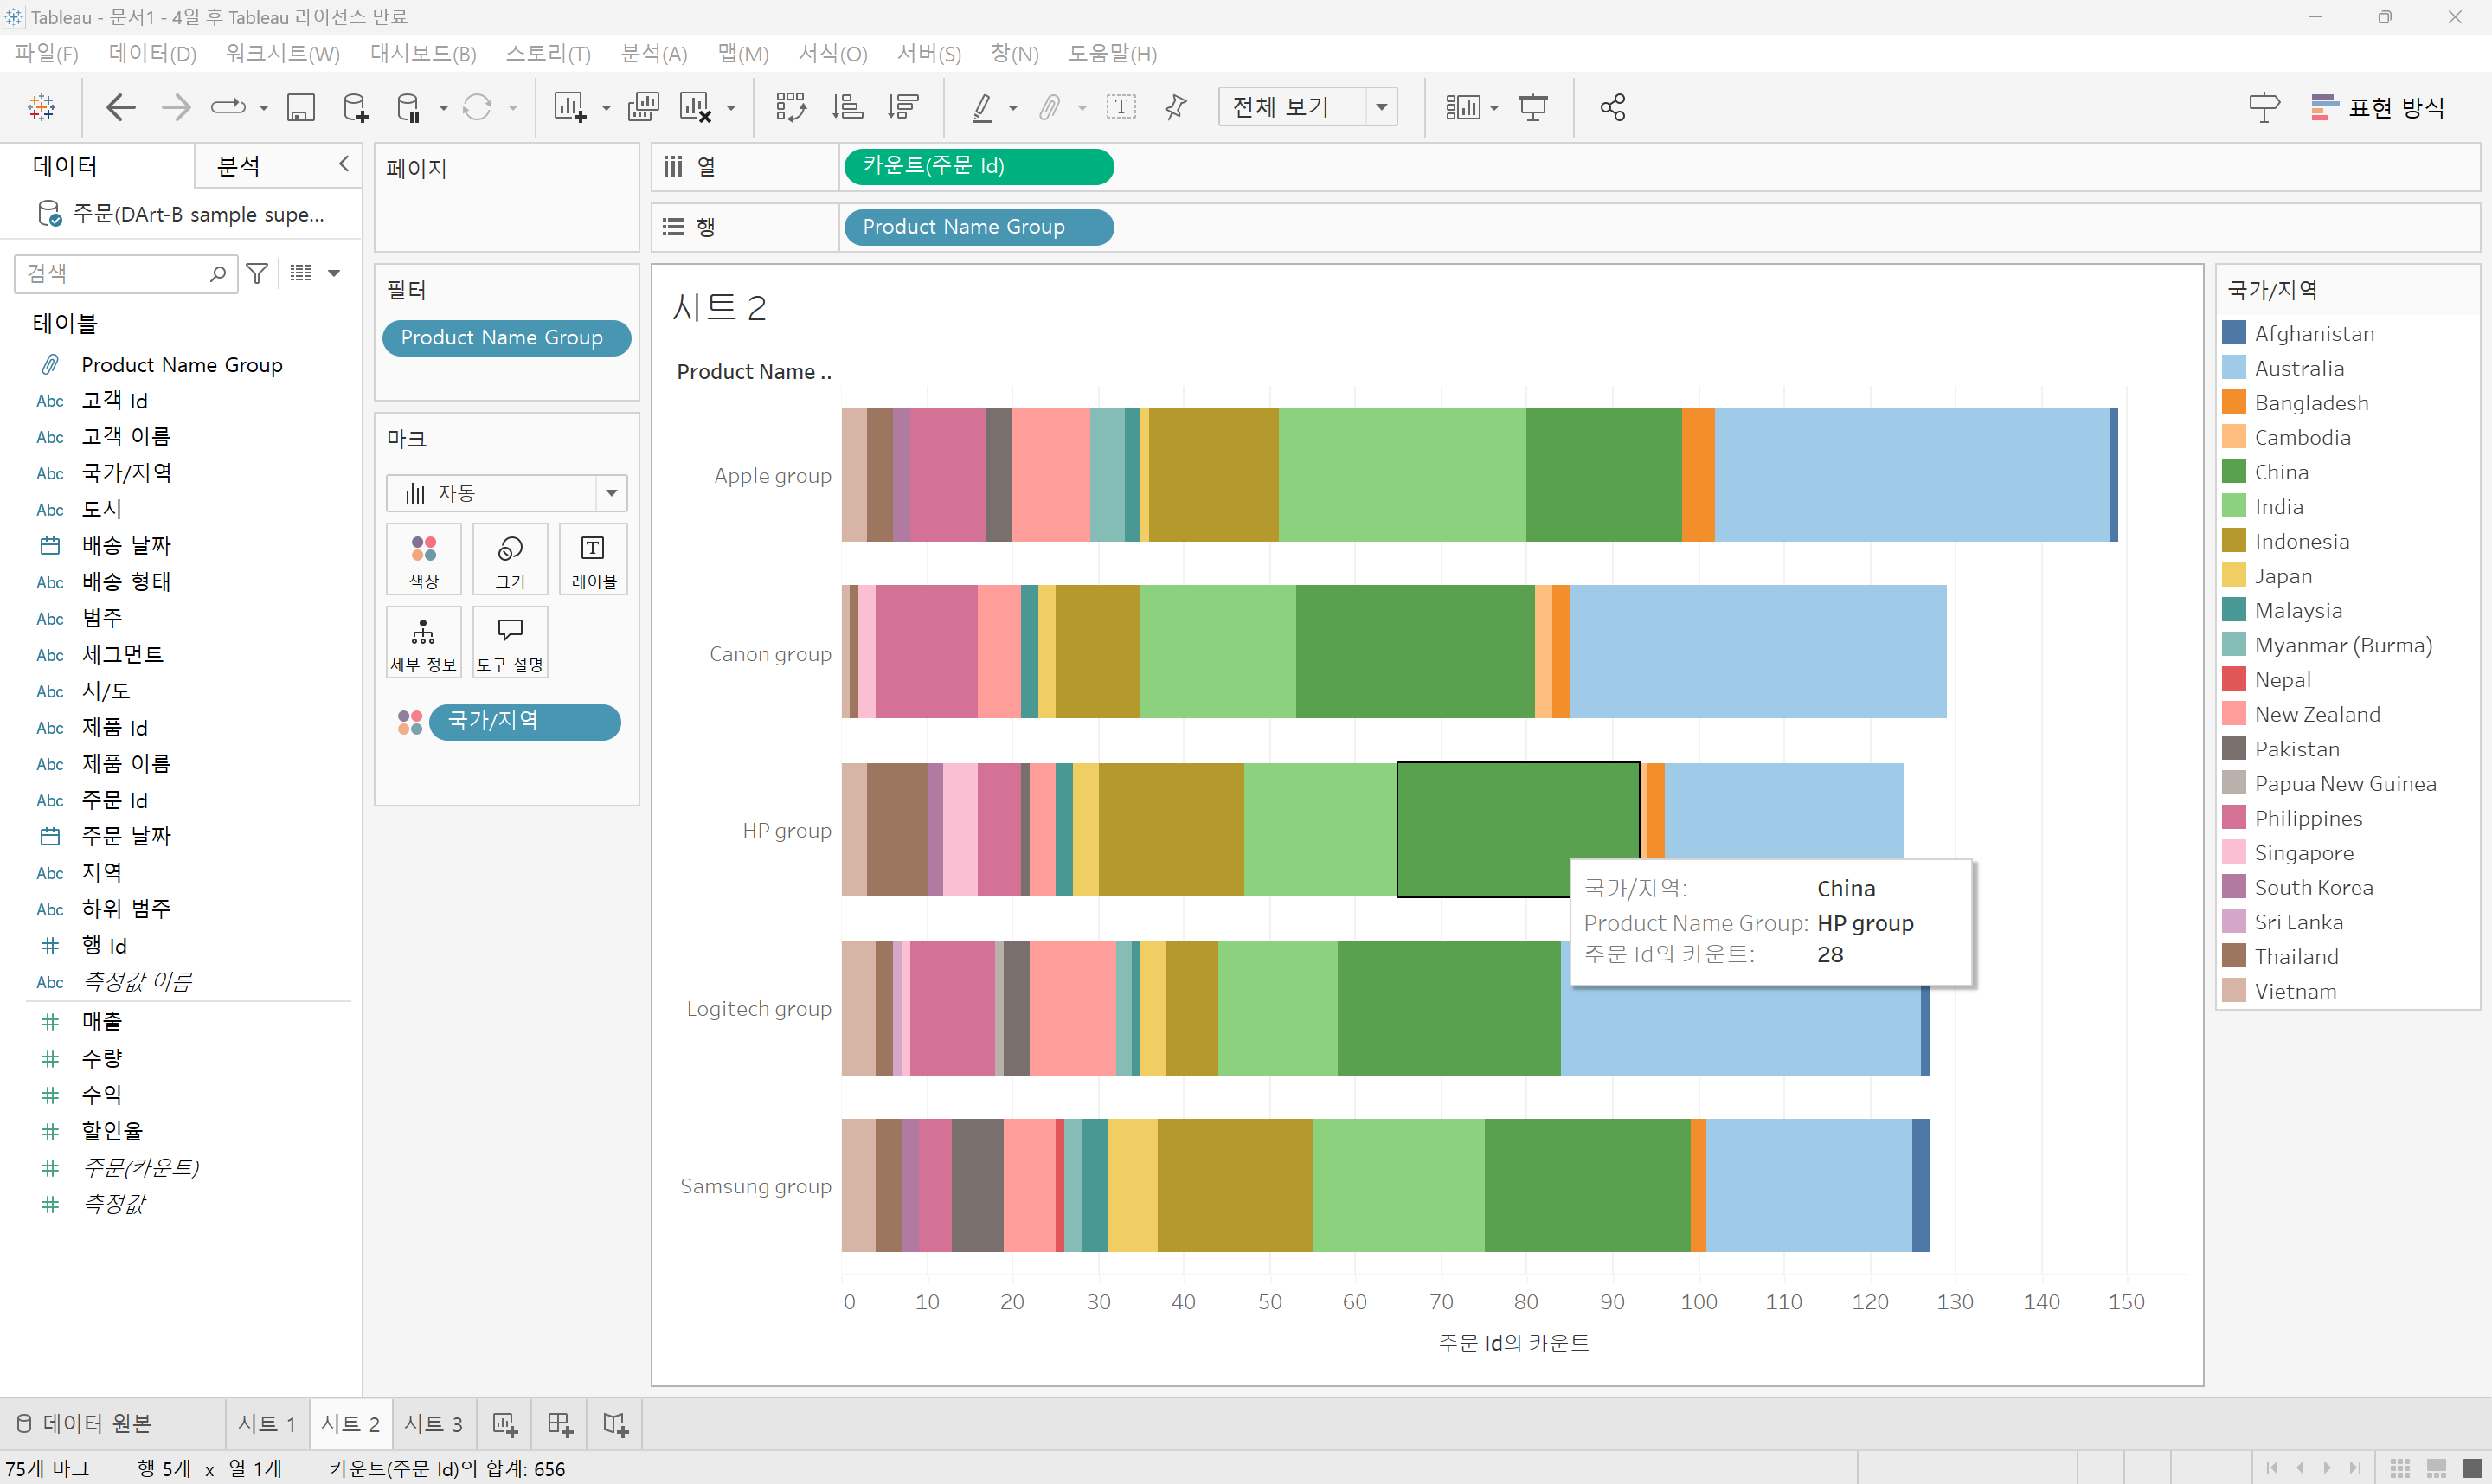 Tableau - 문서1 - 4일 후 Tableau 라이선스 만료
파일(F) 데이터(D) 워크시트(W) 대시보드(B) 스토리(T) 분석(A) 맵(M) 서식(O) 서버(S) 창(N) 도움말(H)
전체 보기
표현 방식
데이터 분석
주문(DArt-B sample supe...
검색
테이블
Product Name Group
Abc 고객 Id
Abc 고객 이름
Abc 국가/지역
Abc 도시
배송 날짜
Abc 배송 형태
Abc 범주
Abc 세그먼트
Abc 시/도
Abc 제품 Id
Abc 제품 이름
Abc 주문 Id
주문 날짜
Abc 지역
Abc 하위 범주
# 행 Id
Abc 측정값 이름
# 매출
# 수량
# 수익
# 할인율
# 주문(카운트)
# 측정값
페이지
필터
Product Name Group
마크
자동
색상 크기 레이블
세부 정보 도구 설명
국가/지역
열 카운트(주문 Id)
행 Product Name Group
시트 2
Product Name ..
Apple group
Canon group
HP group
Logitech group
Samsung group
국가/지역: China
Product Name Group: HP group
주문 Id의 카운트: 28
0 10 20 30 40 50 60 70 80 90 100 110 120 130 140 150
주문 Id의 카운트
국가/지역
Afghanistan
Australia
Bangladesh
Cambodia
China
India
Indonesia
Japan
Malaysia
Myanmar (Burma)
Nepal
New Zealand
Pakistan
Papua New Guinea
Philippines
Singapore
South Korea
Sri Lanka
Thailand
Vietnam
데이터 원본 시트 1 시트 2 시트 3
75개 마크 행 5개 x 열 1개 카운트(주문 Id)의 합계: 656